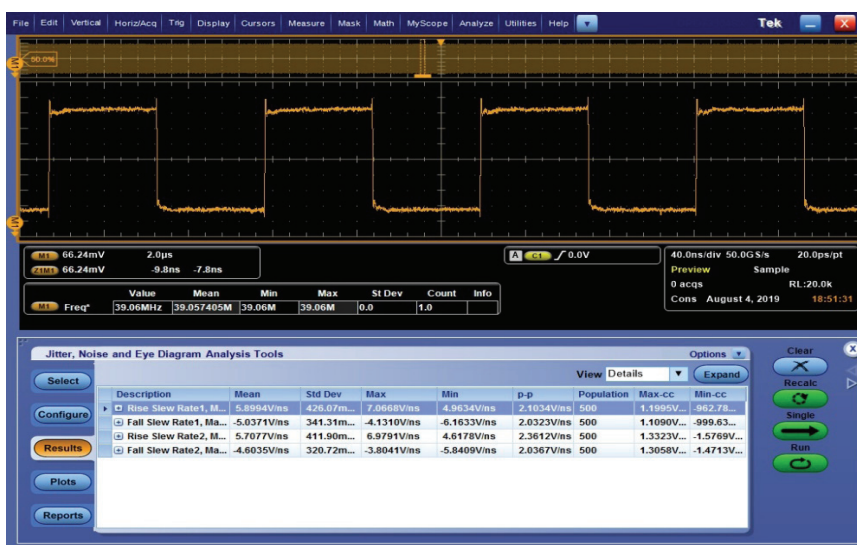 File Edit Vertical Horiz/Acq Trig Display Cursors Measure Mask Math MyScope Analyze Utilities Help Tek X
M1 50.0%
M1
M1 66.24mV 2.0µs
Z1M1 66.24mV -9.8ns -7.8ns
A C1 0.0V
40.0ns/div 50.0GS/s 20.0ps/pt
Preview Sample
0 acqs RL:20.0k
Cons August 4, 2019 18:51:31
Value Mean Min Max St Dev Count Info
M1 Freq* 39.06MHz 39.057405M 39.06M 39.06M 0.0 1.0
Jitter, Noise and Eye Diagram Analysis Tools Options
View Details Expand
Select
Configure
Results
Plots
Reports
Description Mean Std Dev Max Min p-p Population Max-cc Min-cc
Rise Slew Rate1, M... 5.8994V/ns 426.07m... 7.0668V/ns 4.9634V/ns 2.1034V/ns 500 1.1995V... -962.78...
Fall Slew Rate1, Ma... -5.0371V/ns 341.31m... -4.1310V/ns -6.1633V/ns 2.0323V/ns 500 1.1090V... -999.63...
Rise Slew Rate2, M... 5.7077V/ns 411.90m... 6.9791V/ns 4.6178V/ns 2.3612V/ns 500 1.3323V... -1.5769V...
Fall Slew Rate2, Ma... -4.6035V/ns 320.72m... -3.8041V/ns -5.8409V/ns 2.0367V/ns 500 1.3058V... -1.4713V...
Clear
X
Recalc
Single
Run